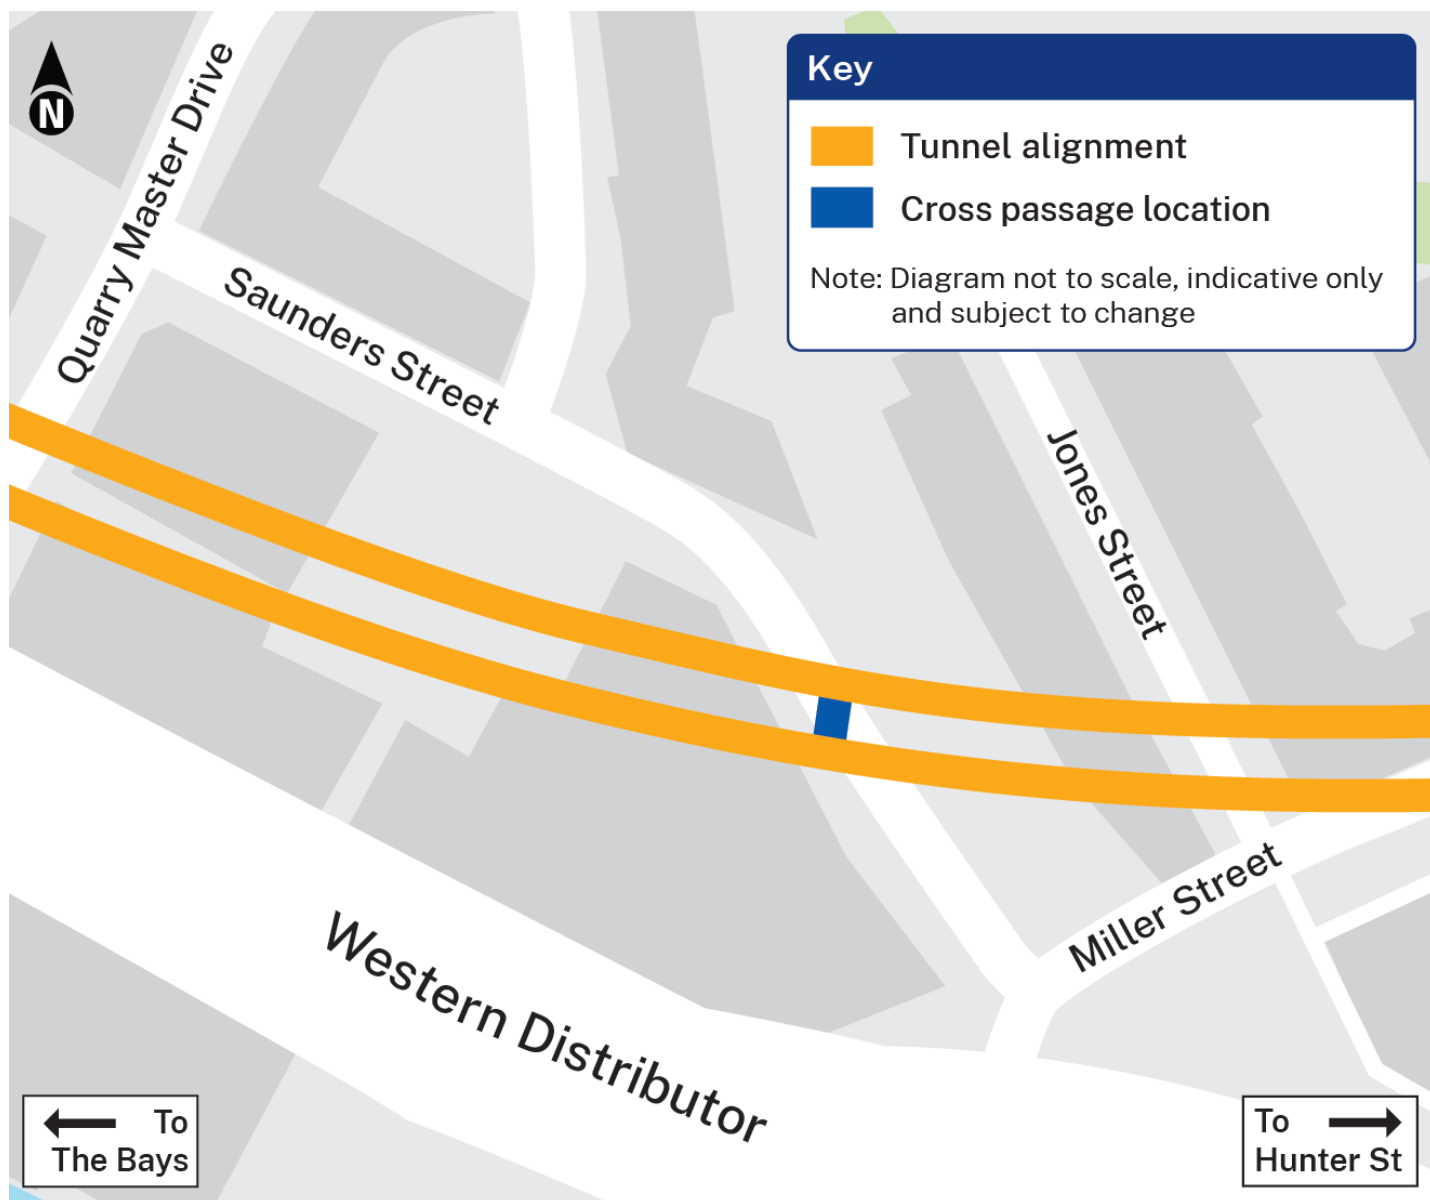 N
Quarry Master Drive
Saunders Street
Key
Tunnel alignment
Cross passage location
Note: Diagram not to scale, indicative only
and subject to change
Jones Street
Miller Street
Western Distributor
To
The Bays
To
Hunter St